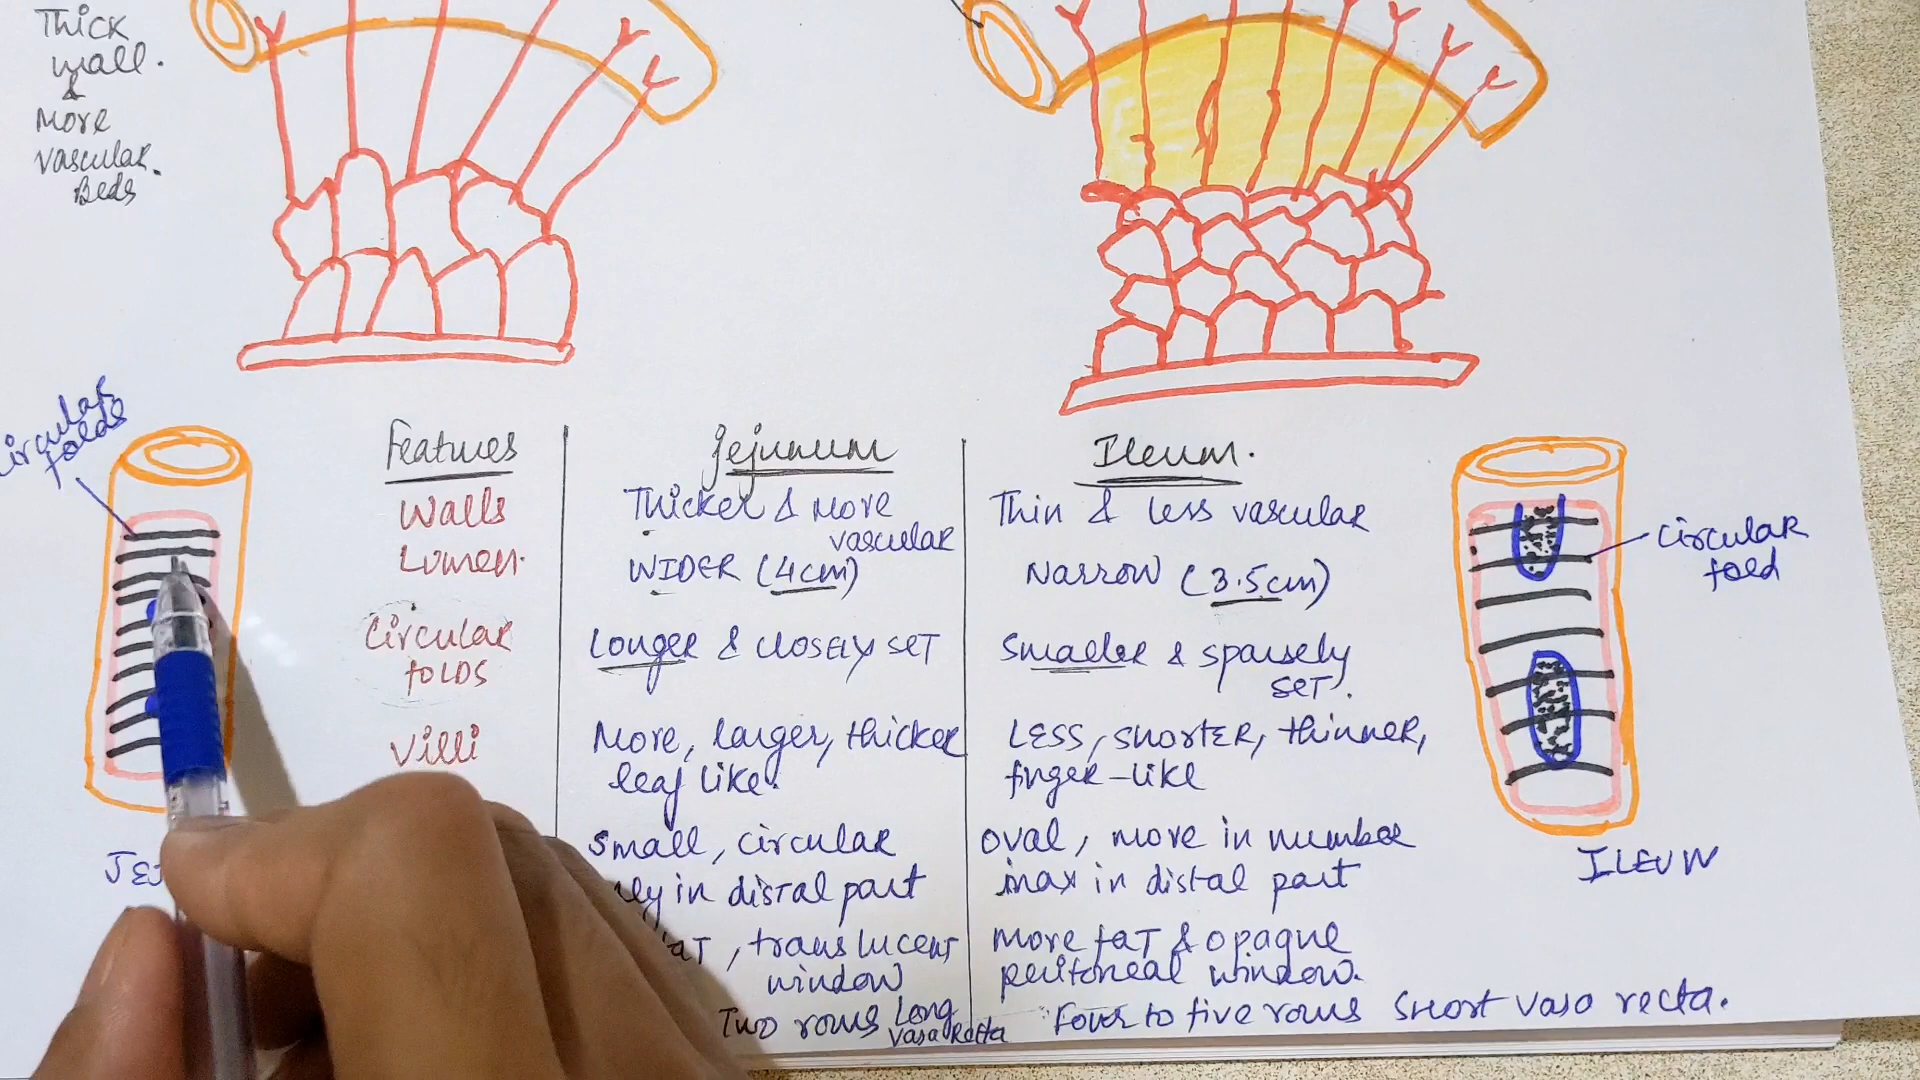 Thick
wall.
&
More
vascular.
Beds
circular
folds
Features
Jejunum
Ileum.
Walls
Thicker & More
vascular
Thin & Less vascular
Lumen.
WIDER (4cm)
Narrow (3.5cm)
circular
folds
Longer & closely set
Smaller & sparsely
set.
circular
fold
Villi
More, larger, thicker
leaf like.
Less, shorter, thinner,
finger-like
small, circular
in distal part
oval, more in number
max in distal part
, translucent
window
more fat & opaque
peritoneal window.
Two rows Long
vasa recta
Four to five rows short vasa recta.
JEJ
ILEUM